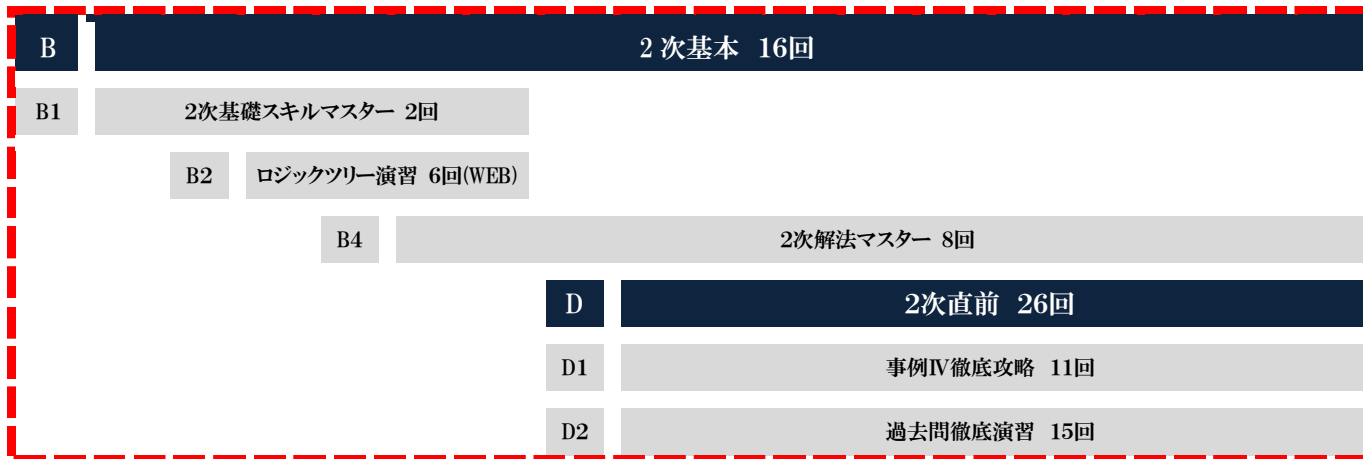 B 2次基本 16回
B1 2次基礎スキルマスター 2回
B2 ロジックツリー演習 6回(WEB)
B4 2次解法マスター 8回
D 2次直前 26回
D1 事例Ⅳ徹底攻略 11回
D2 過去問徹底演習 15回